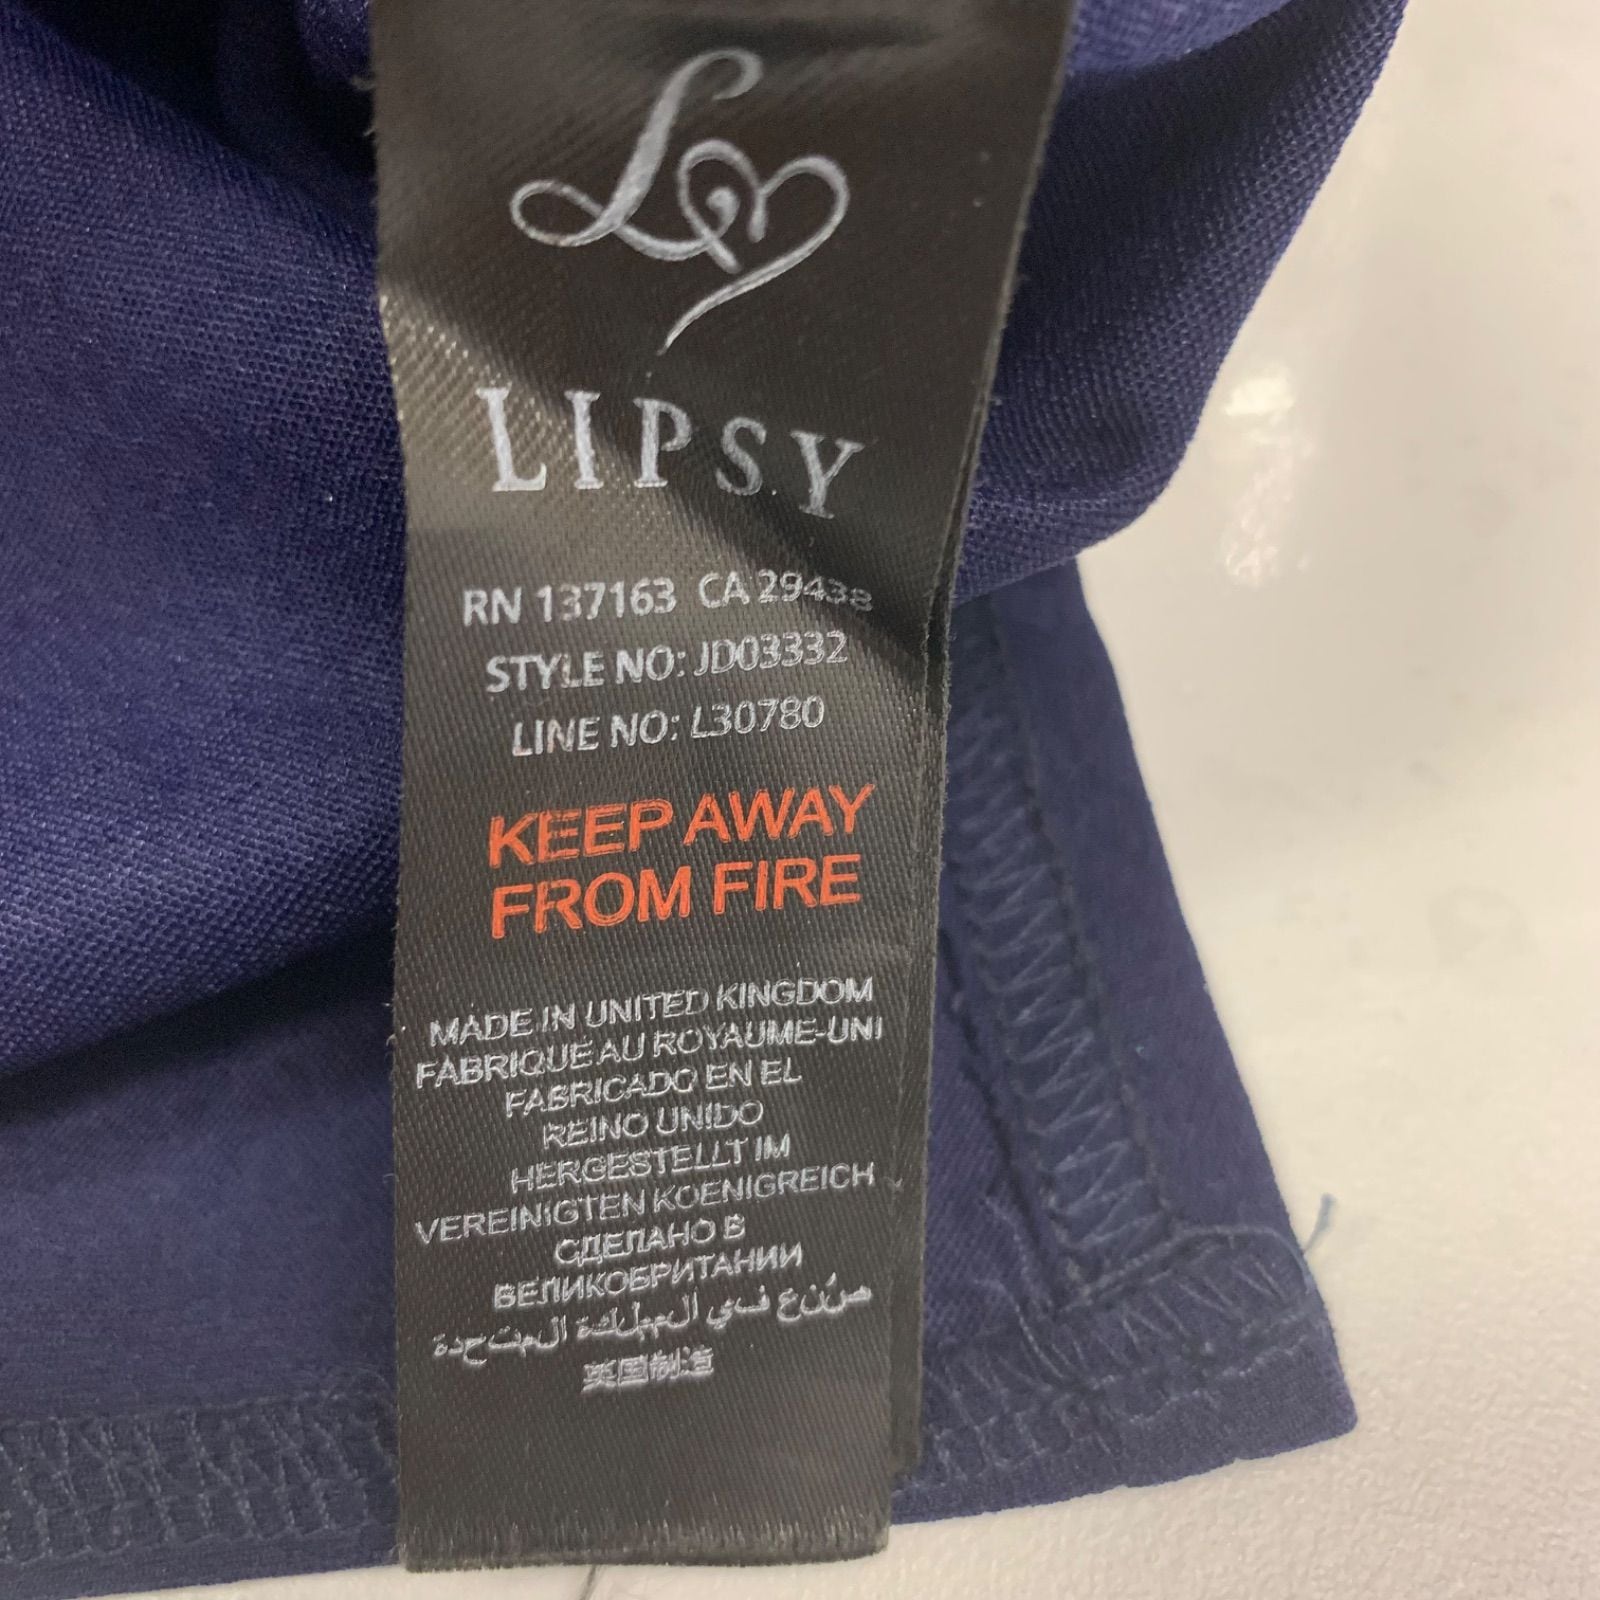 LIPSY
RN 137163 CA 29438
STYLE NO: JD03332
LINE NO: L30780
KEEP AWAY
FROM FIRE
MADE IN UNITED KINGDOM
FABRIQUE AU ROYAUME-UNI
FABRICADO EN EL
REINO UNIDO
HERGESTELLT IM
VEREINIGTEN KOENIGREICH
СДЕЛАНО В
ВЕЛИКОБРИТАНИИ
صُنع في المملكة المتحدة
英国制造